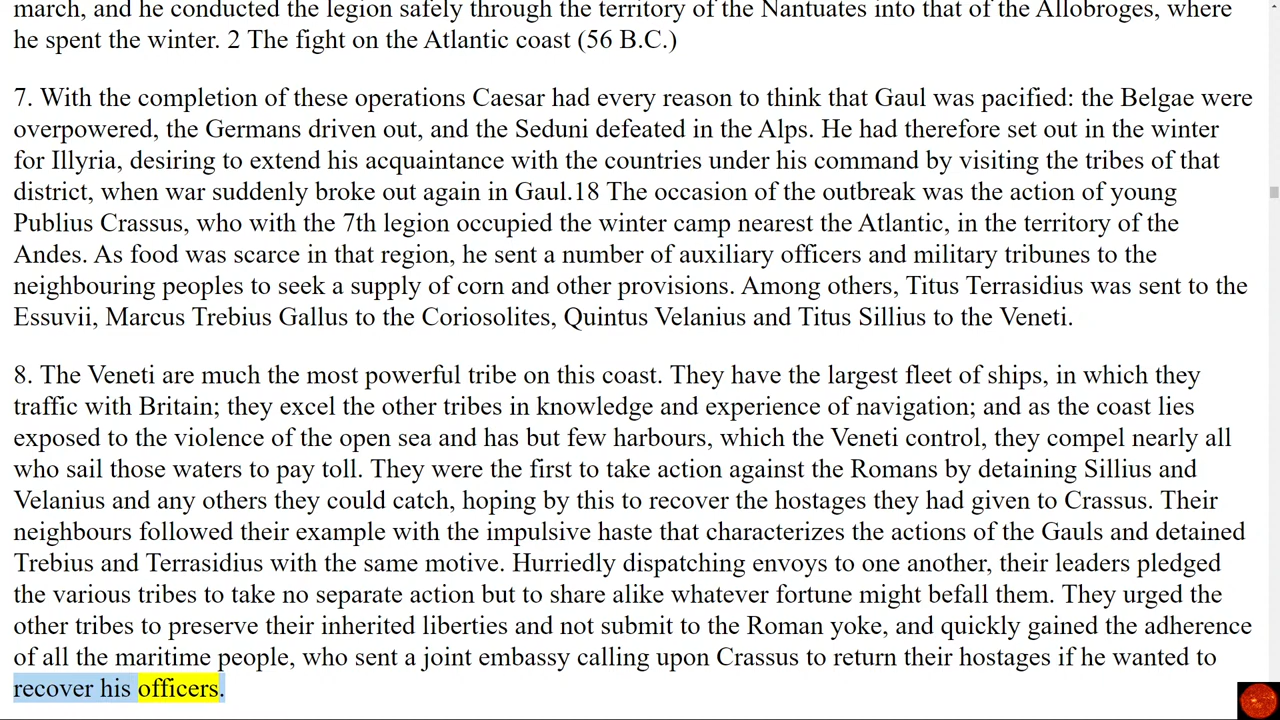 march, and he conducted the legion safely through the territory of the Nantuates into that of the Allobroges, where
he spent the winter. 2 The fight on the Atlantic coast (56 B.C.)
7. With the completion of these operations Caesar had every reason to think that Gaul was pacified: the Belgae were
overpowered, the Germans driven out, and the Seduni defeated in the Alps. He had therefore set out in the winter
for Illyria, desiring to extend his acquaintance with the countries under his command by visiting the tribes of that
district, when war suddenly broke out again in Gaul.18 The occasion of the outbreak was the action of young
Publius Crassus, who with the 7th legion occupied the winter camp nearest the Atlantic, in the territory of the
Andes. As food was scarce in that region, he sent a number of auxiliary officers and military tribunes to the
neighbouring peoples to seek a supply of corn and other provisions. Among others, Titus Terrasidius was sent to the
Essuvii, Marcus Trebius Gallus to the Coriosolites, Quintus Velanius and Titus Sillius to the Veneti.
8. The Veneti are much the most powerful tribe on this coast. They have the largest fleet of ships, in which they
traffic with Britain; they excel the other tribes in knowledge and experience of navigation; and as the coast lies
exposed to the violence of the open sea and has but few harbours, which the Veneti control, they compel nearly all
who sail those waters to pay toll. They were the first to take action against the Romans by detaining Sillius and
Velanius and any others they could catch, hoping by this to recover the hostages they had given to Crassus. Their
neighbours followed their example with the impulsive haste that characterizes the actions of the Gauls and detained
Trebius and Terrasidius with the same motive. Hurriedly dispatching envoys to one another, their leaders pledged
the various tribes to take no separate action but to share alike whatever fortune might befall them. They urged the
other tribes to preserve their inherited liberties and not submit to the Roman yoke, and quickly gained the adherence
of all the maritime people, who sent a joint embassy calling upon Crassus to return their hostages if he wanted to
recover his officers.